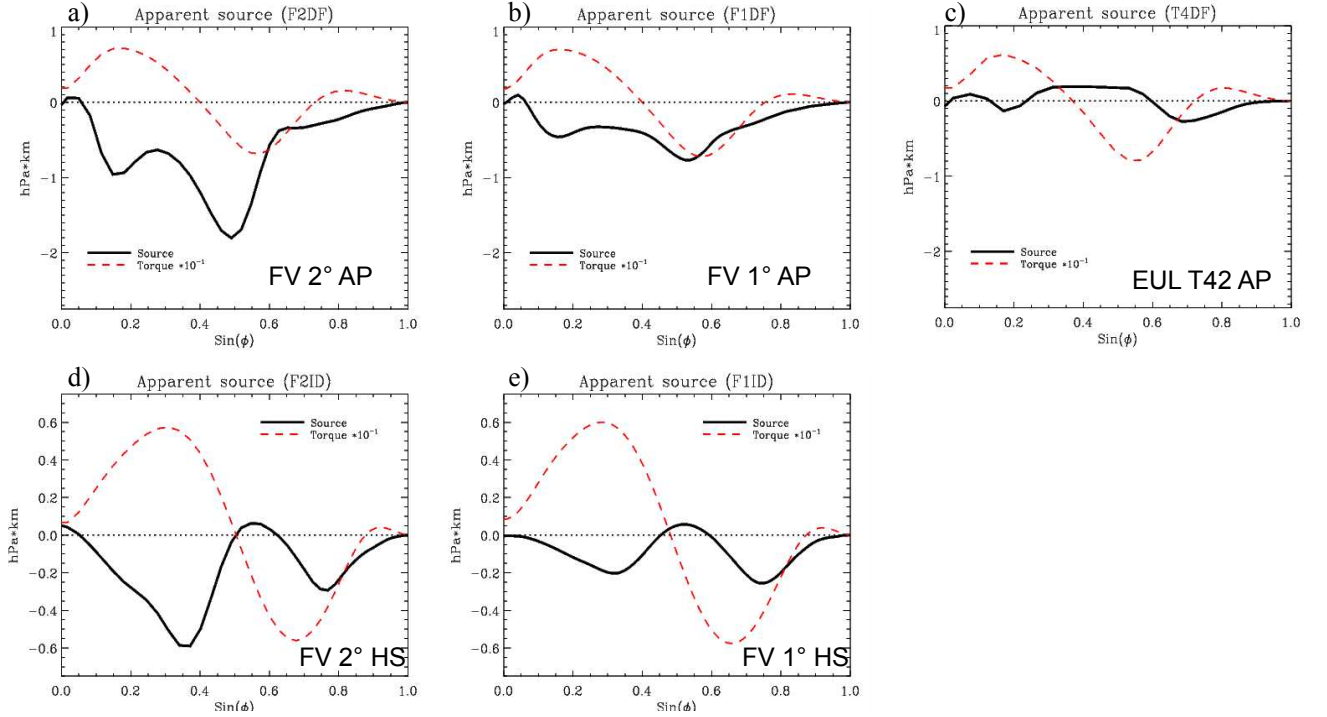 a)
Apparent source (F2DF)
1
0
−1
−2
hPa*km
Source
Torque *10⁻¹
FV 2° AP
0.0 0.2 0.4 0.6 0.8 1.0
Sin(ϕ)
b)
Apparent source (F1DF)
1
0
−1
−2
hPa*km
Source
Torque *10⁻¹
FV 1° AP
0.0 0.2 0.4 0.6 0.8 1.0
Sin(ϕ)
c)
Apparent source (T4DF)
1
0
−1
−2
hPa*km
Source
Torque *10⁻¹
EUL T42 AP
0.0 0.2 0.4 0.6 0.8 1.0
Sin(ϕ)
d)
Apparent source (F2ID)
0.6
0.4
0.2
0.0
−0.2
−0.4
−0.6
hPa*km
Source
Torque *10⁻¹
FV 2° HS
0.0 0.2 0.4 0.6 0.8 1.0
Sin(ϕ)
e)
Apparent source (F1ID)
0.6
0.4
0.2
0.0
−0.2
−0.4
−0.6
hPa*km
Source
Torque *10⁻¹
FV 1° HS
0.0 0.2 0.4 0.6 0.8 1.0
Sin(ϕ)